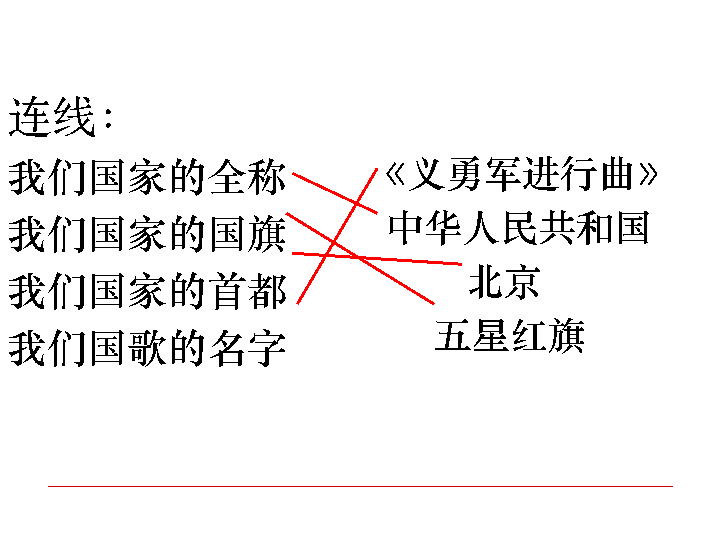 连线：
我们国家的全称
我们国家的国旗
我们国家的首都
我们国歌的名字
《义勇军进行曲》
中华人民共和国
北京
五星红旗